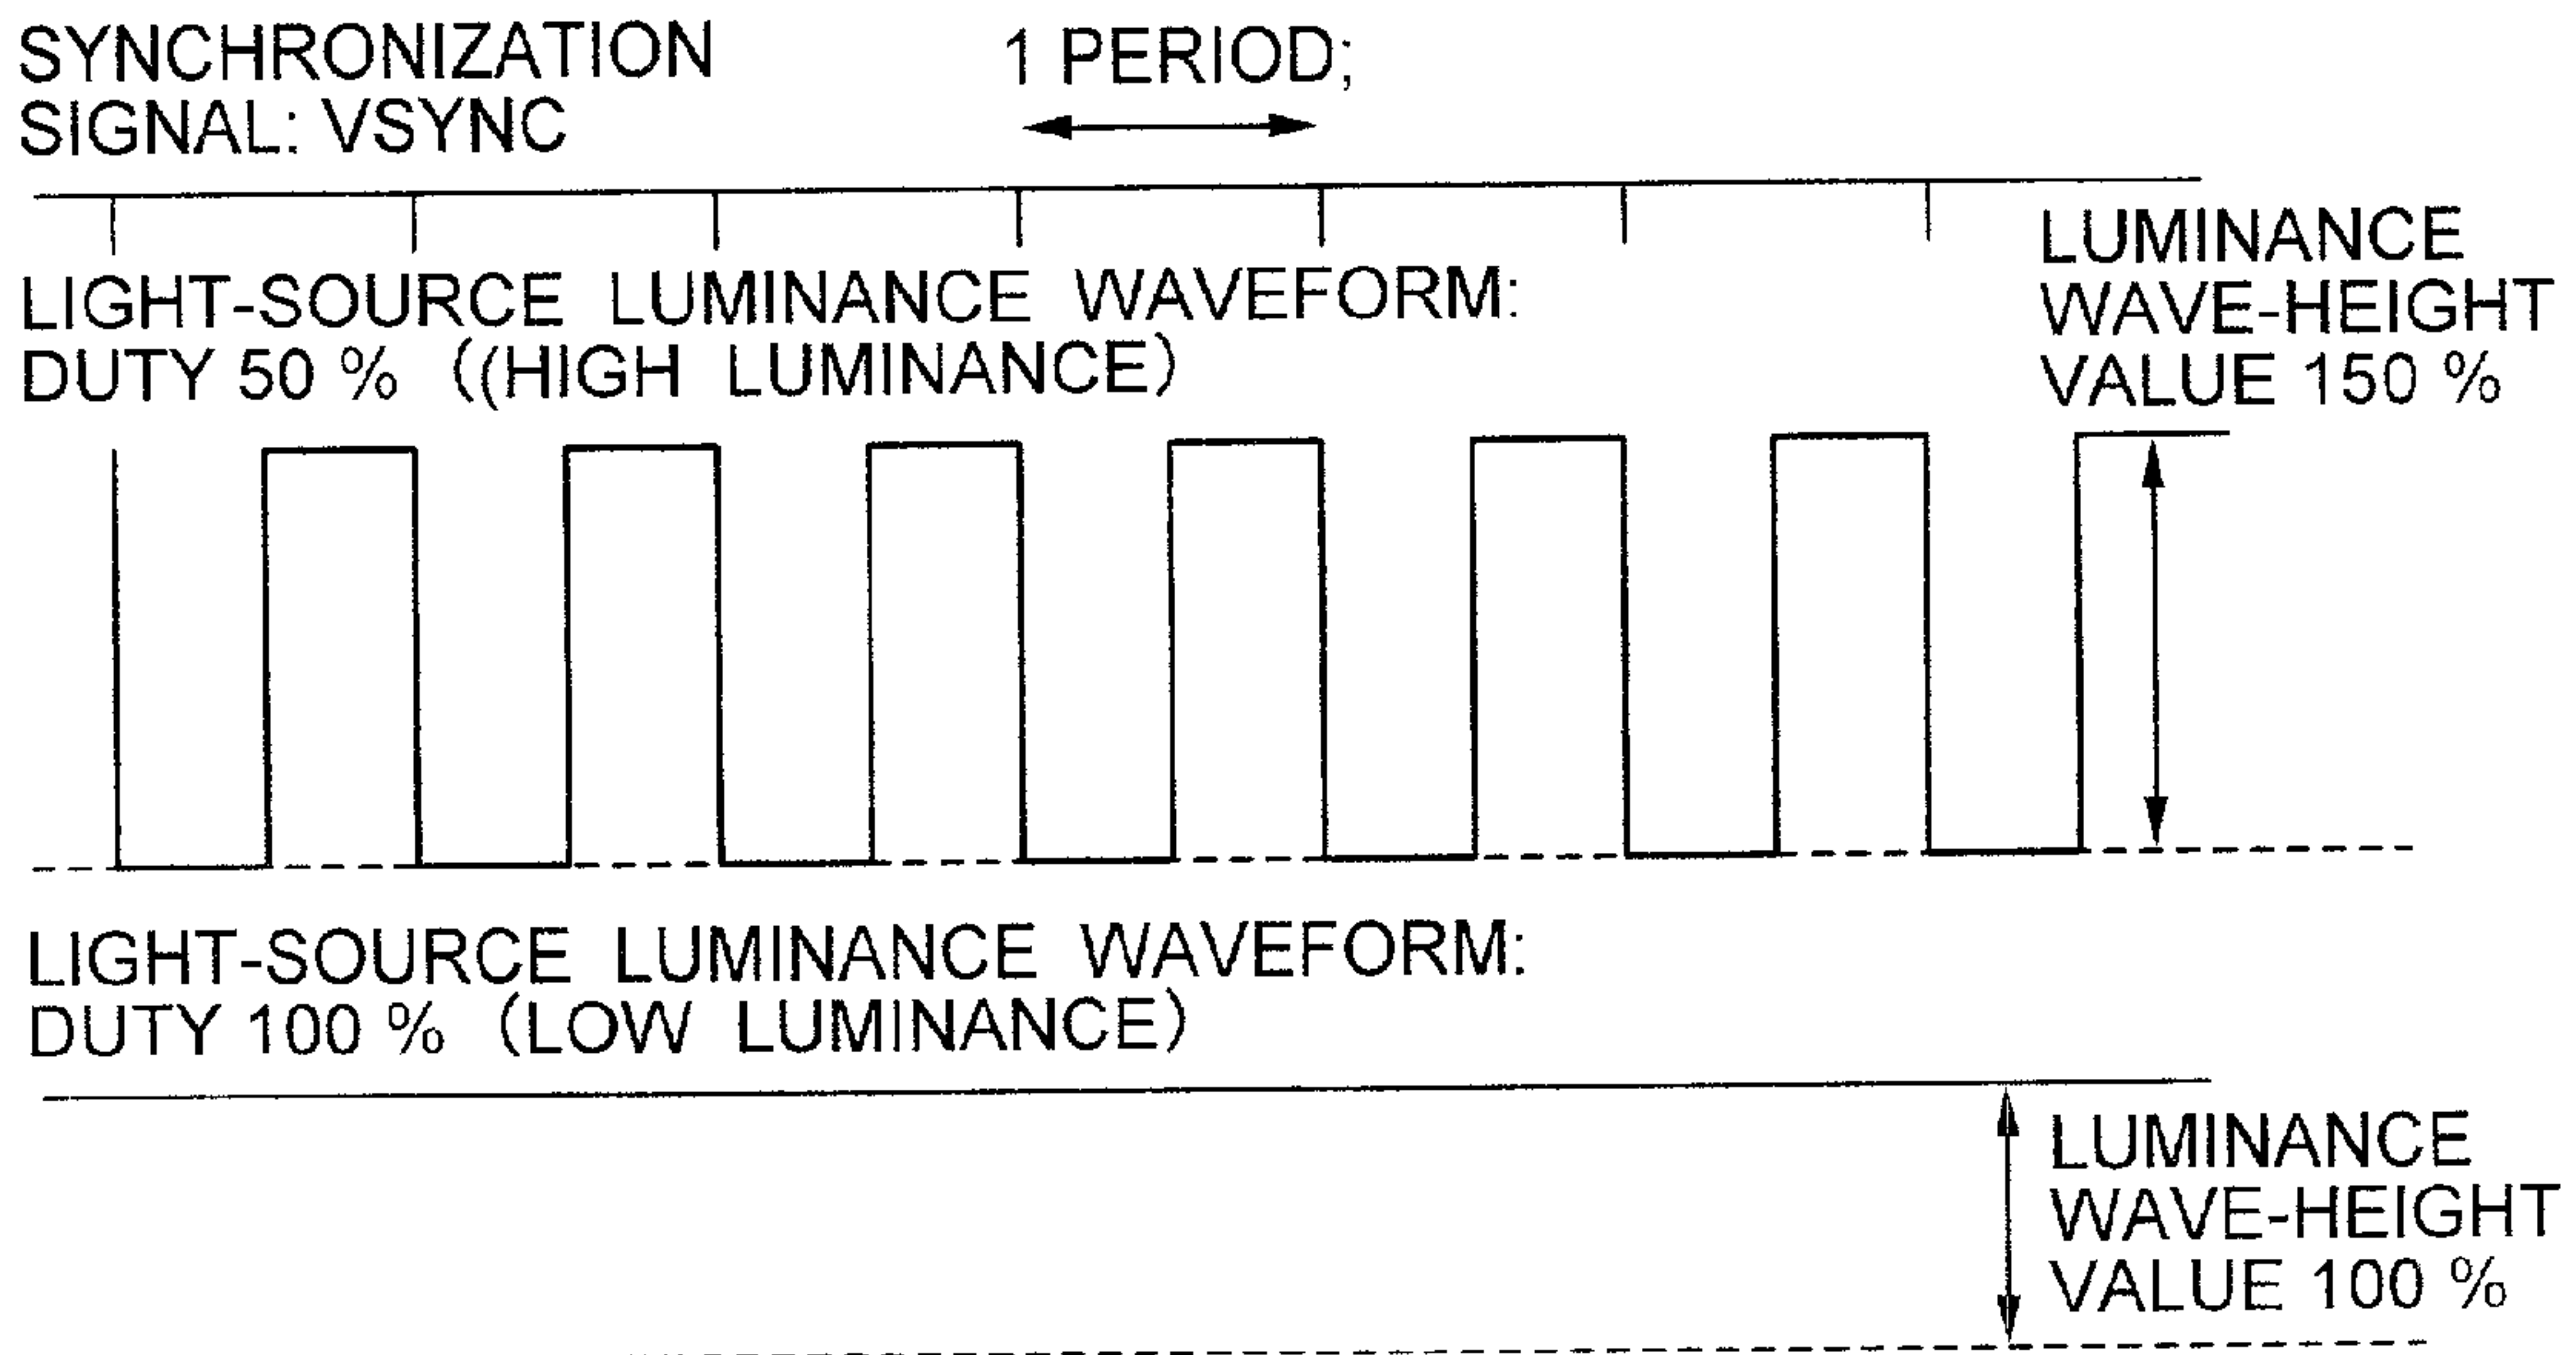 SYNCHRONIZATION
SIGNAL: VSYNC
1 PERIOD;
LIGHT-SOURCE LUMINANCE WAVEFORM:
DUTY 50 % ((HIGH LUMINANCE)
LUMINANCE
WAVE-HEIGHT
VALUE 150 %
LIGHT-SOURCE LUMINANCE WAVEFORM:
DUTY 100 % (LOW LUMINANCE)
LUMINANCE
WAVE-HEIGHT
VALUE 100 %